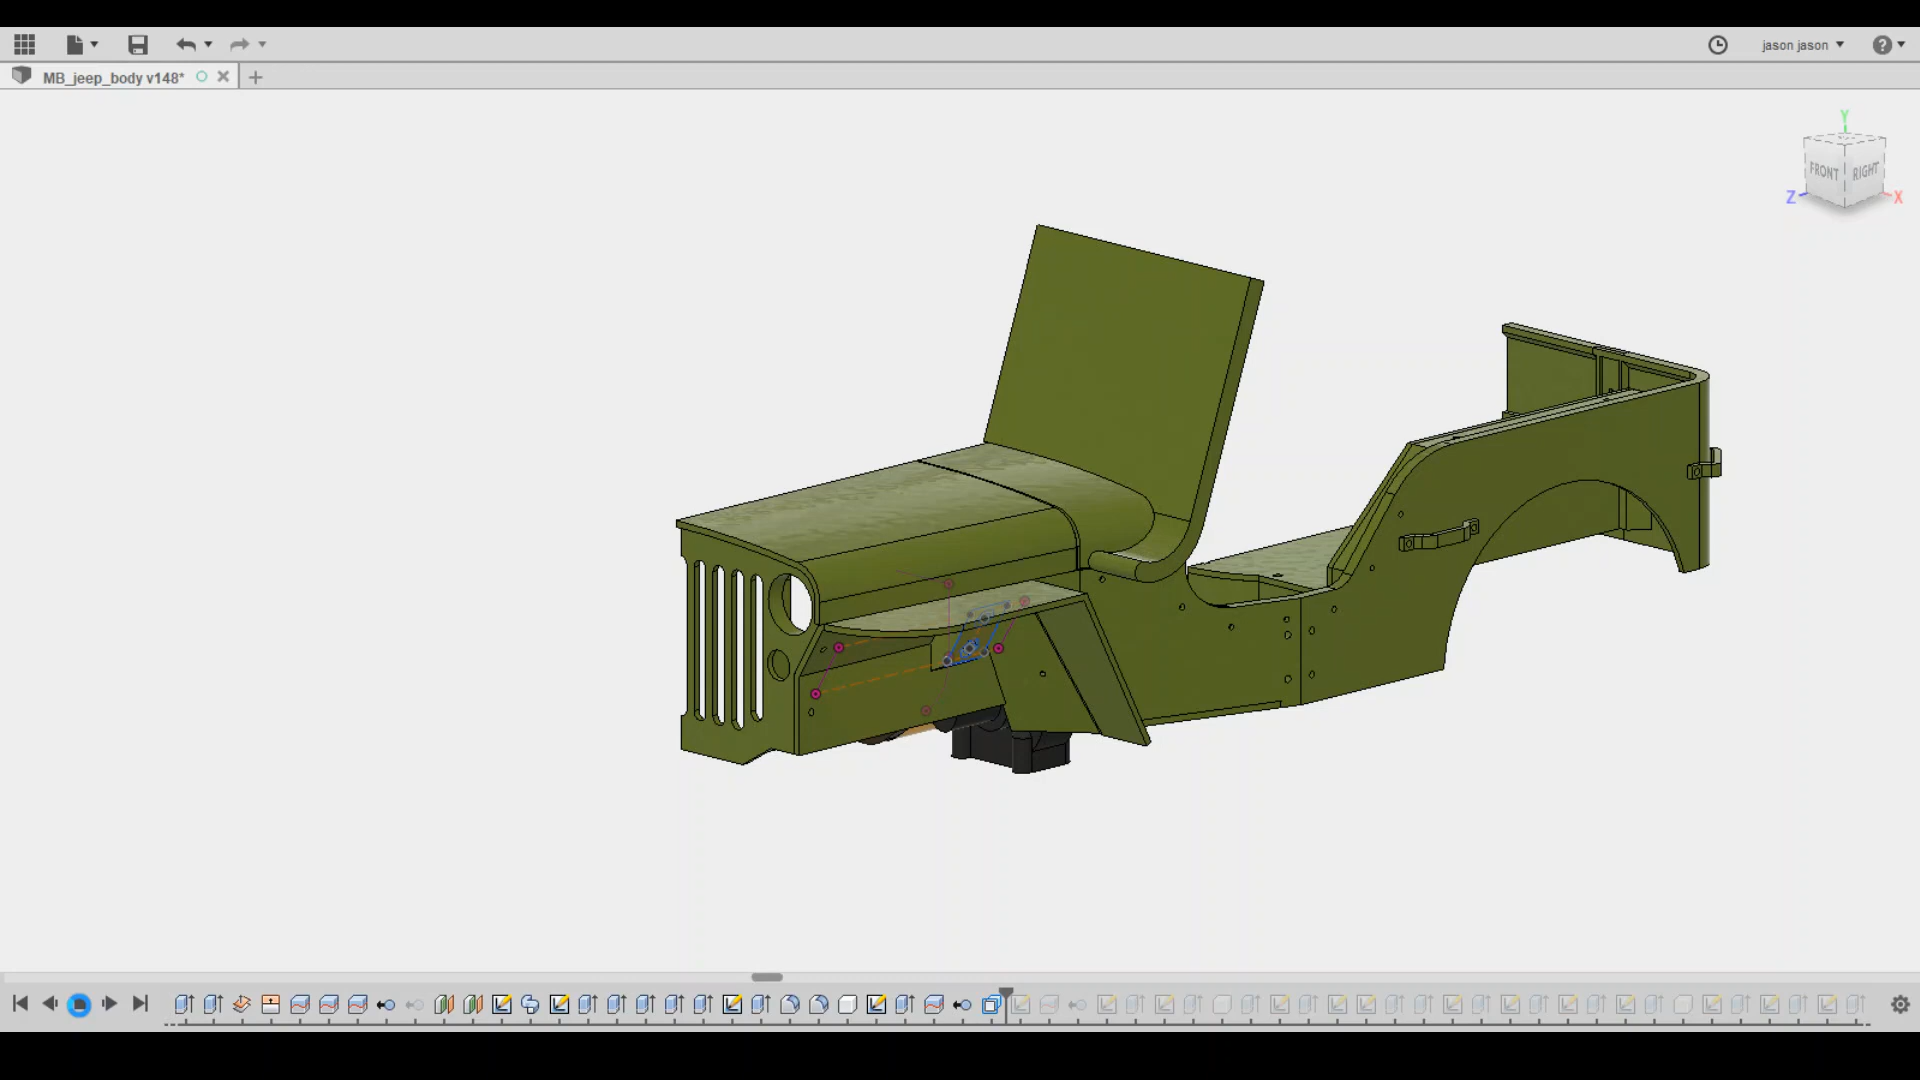 jason jason
MB_jeep_body v148*
Y
FRONT
RIGHT
Z
X